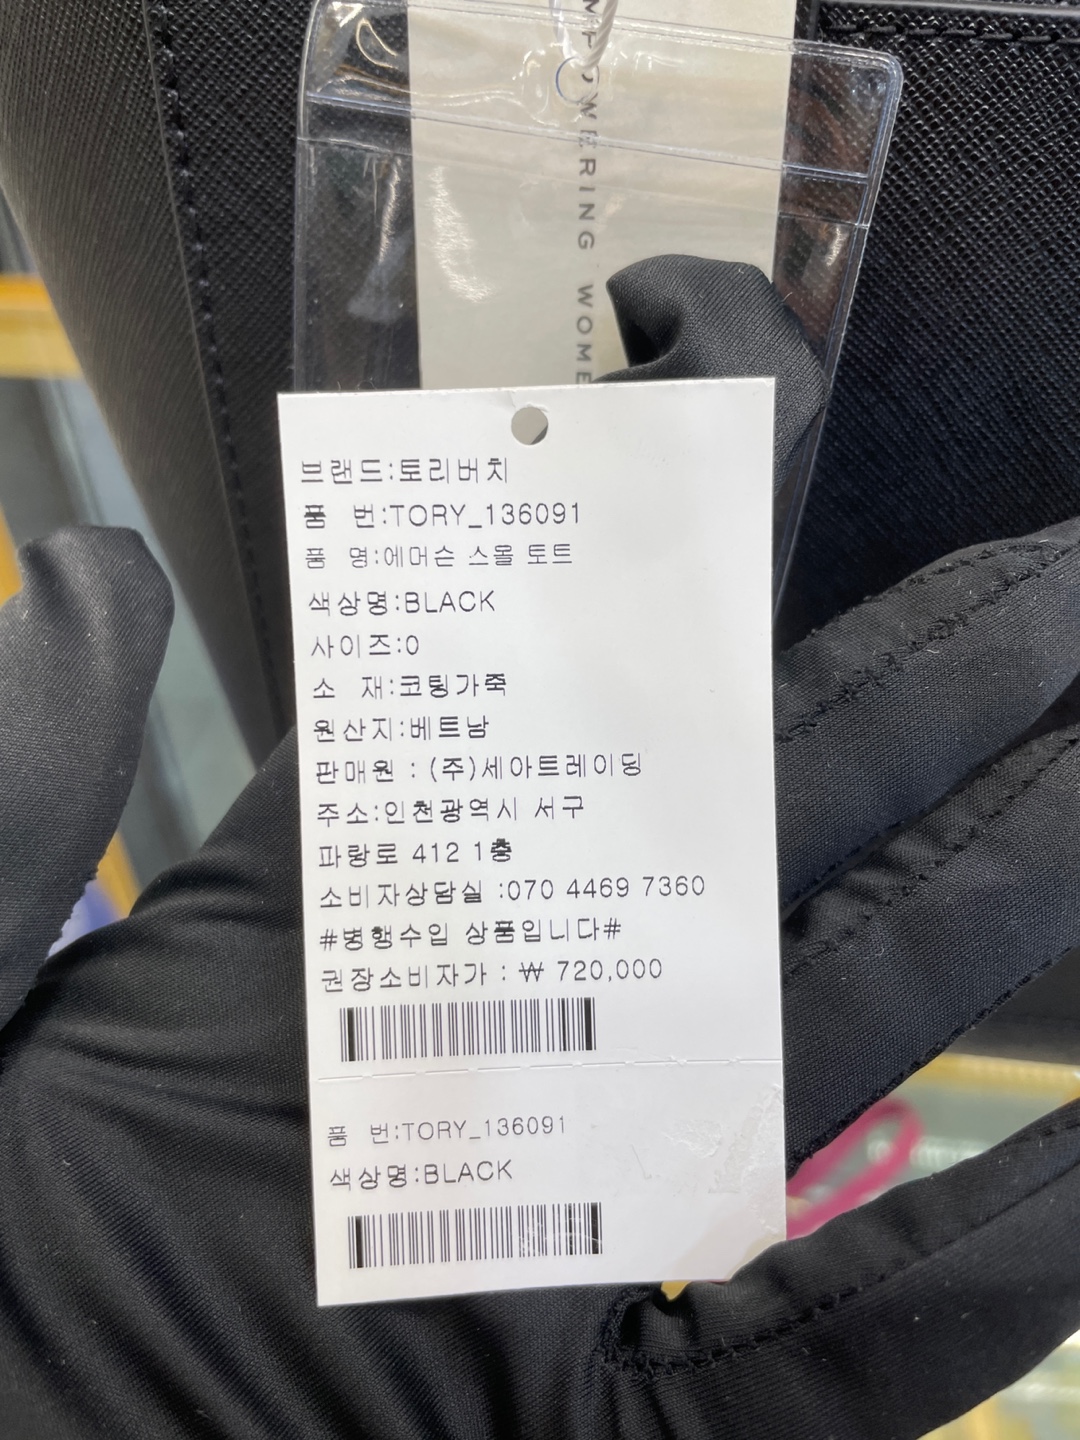 OWERING WOME
브랜드:토리버치
품 번:TORY_136091
품 명:에머슨 스몰 토트
색상명:BLACK
사이즈:0
소 재:코팅가죽
원산지:베트남
판매원 : (주)세아트레이딩
주소:인천광역시 서구
파랑로 412 1층
소비자상담실 :070 4469 7360
#병행수입 상품입니다#
권장소비자가 : ₩ 720,000
품 번:TORY_136091
색상명:BLACK